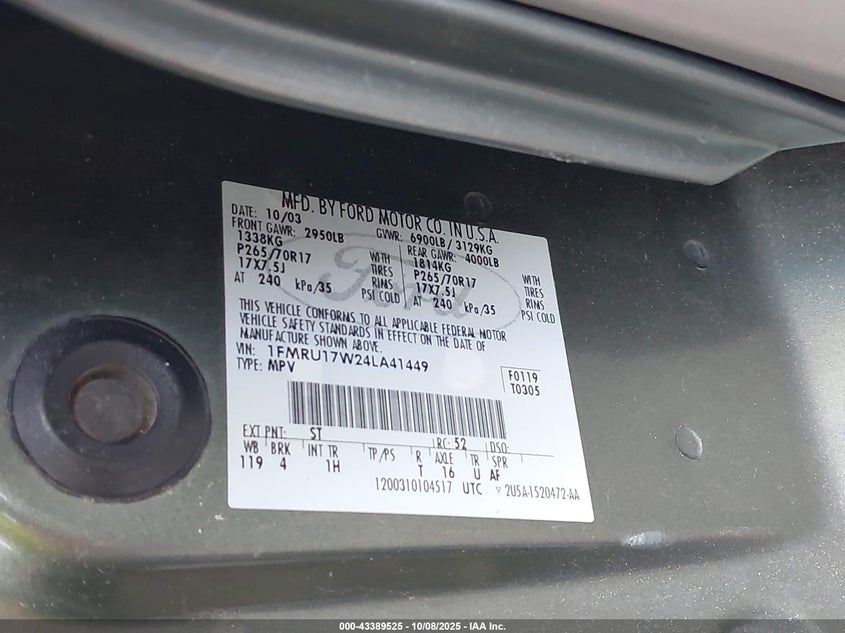 MFD. BY FORD MOTOR CO. IN U.S.A.
DATE: 10/03 GVWR: 6900LB / 3129KG
FRONT GAWR: 2950LB REAR GAWR: 4000LB
1338KG WITH 1814KG WITH
P265/70R17 TIRES P265/70R17 TIRES
17X7.5J RIMS 17X7.5J RIMS
AT 240 kPa/35 PSI COLD AT 240 kPa/35 PSI COLD
Ford
THIS VEHICLE CONFORMS TO ALL APPLICABLE FEDERAL MOTOR
VEHICLE SAFETY STANDARDS IN EFFECT ON THE DATE OF
MANUFACTURE SHOWN ABOVE.
VIN: 1FMRU17W24LA41449
TYPE: MPV
F0119
T0305
EXT PNT: ST RC: 52 DSO:
WB BRK INT TR TP/PS R AXLE TR SPR
119 4 1H T 16 U AF
1200310104517 UTC ▽ 2U5A-1520472-AA
000-43389525 - 10/08/2025 - IAA Inc.